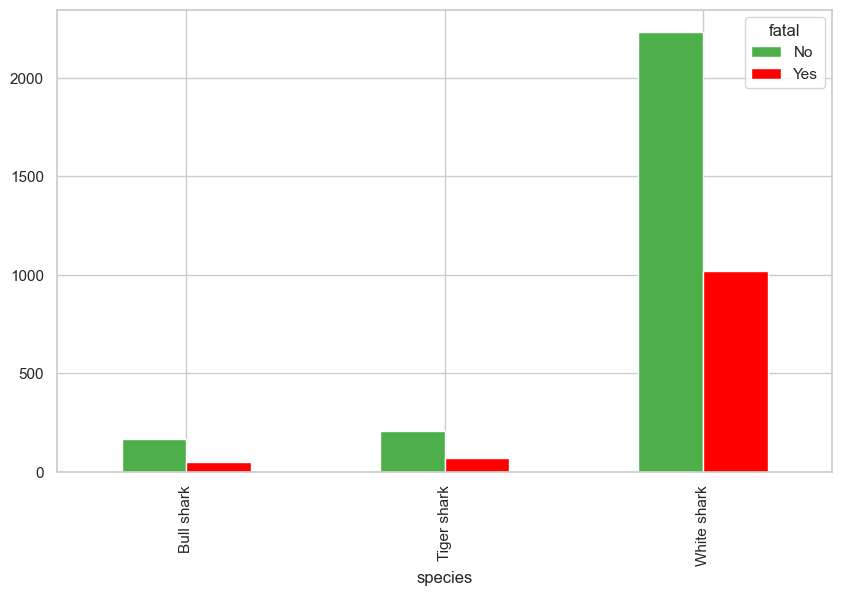 fatal
No
Yes
2000
1500
1000
500
0
Bull shark
Tiger shark
White shark
species